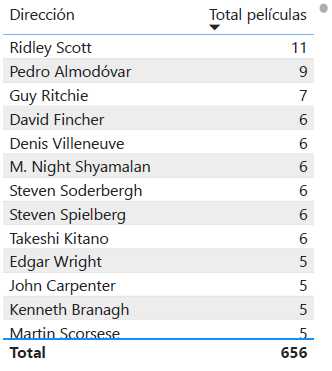 Dirección Total películas
Ridley Scott 11
Pedro Almodóvar 9
Guy Ritchie 7
David Fincher 6
Denis Villeneuve 6
M. Night Shyamalan 6
Steven Soderbergh 6
Steven Spielberg 6
Takeshi Kitano 6
Edgar Wright 5
John Carpenter 5
Kenneth Branagh 5
Martin Scorsese 5
Total 656